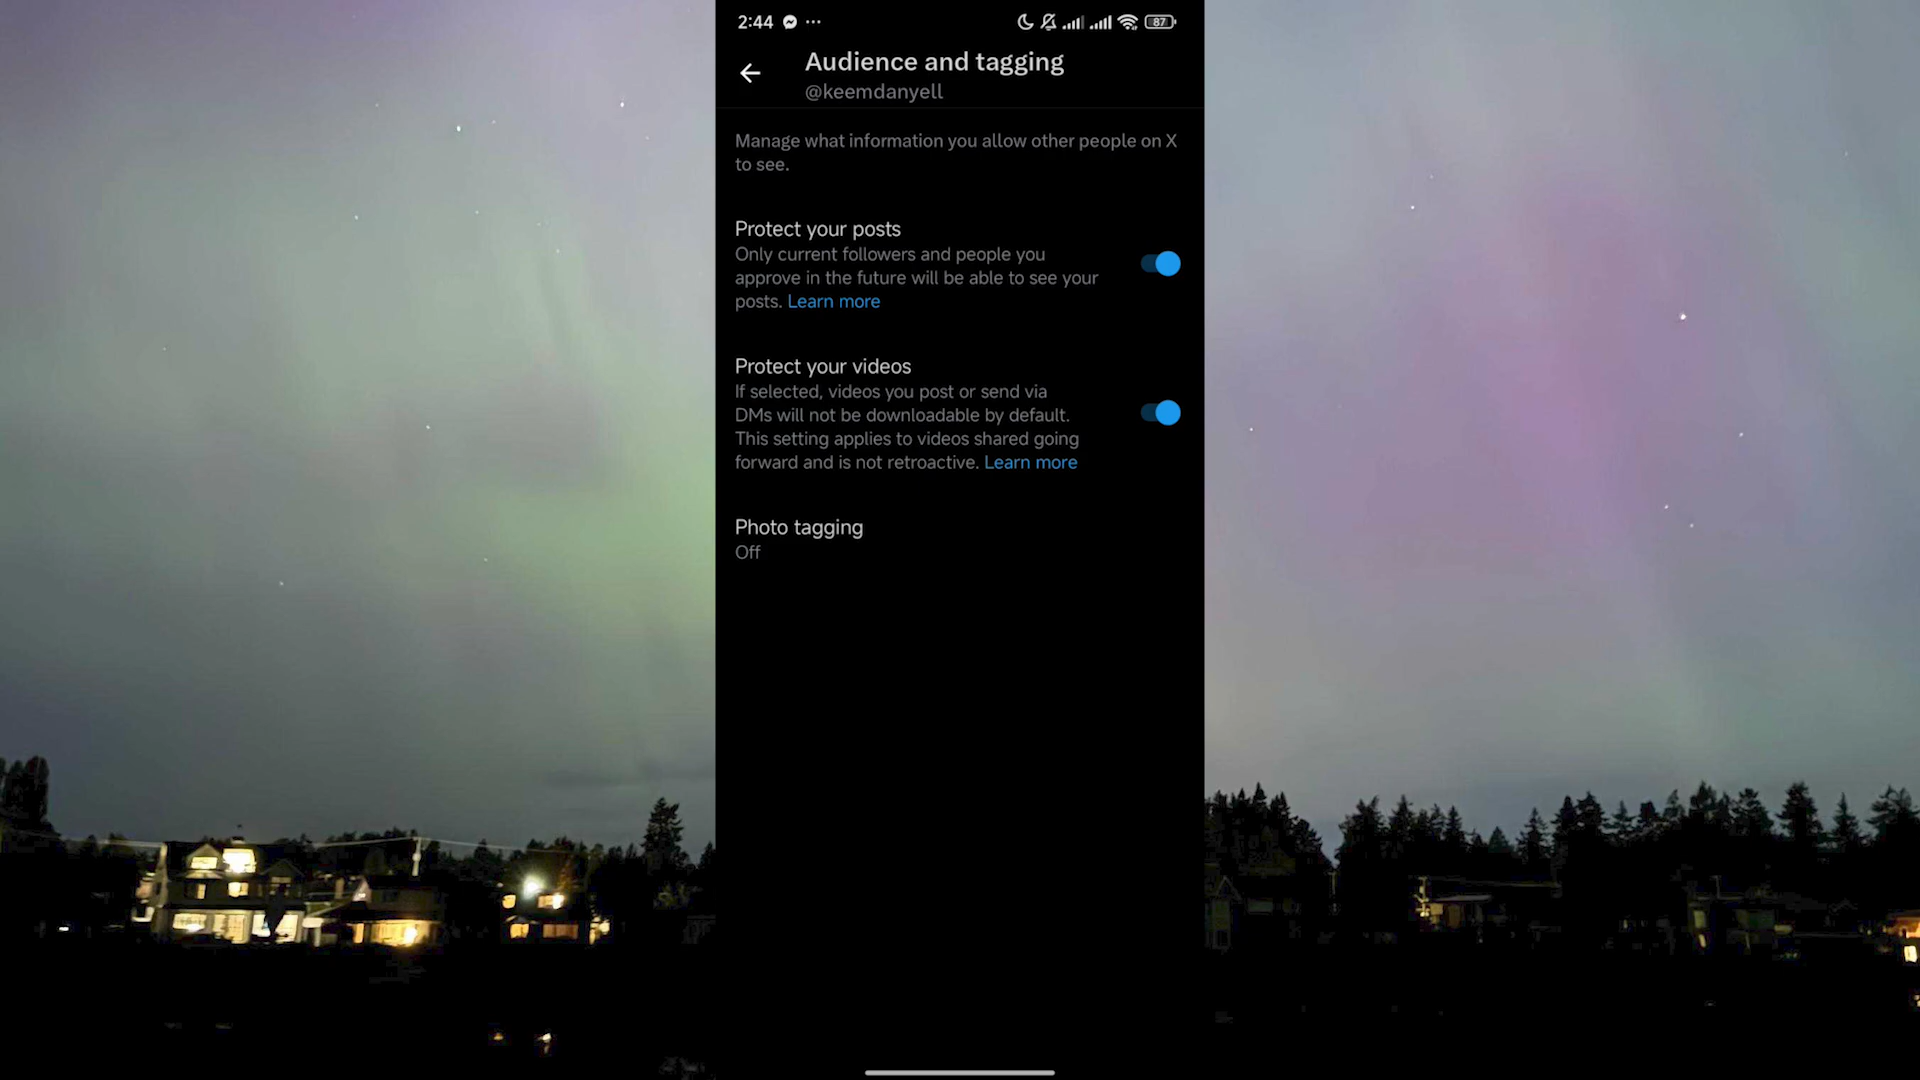 2:44
87
Audience and tagging
@keemdanyell
Manage what information you allow other people on X
to see.
Protect your posts
Only current followers and people you
approve in the future will be able to see your
posts. Learn more
Protect your videos
If selected, videos you post or send via
DMs will not be downloadable by default.
This setting applies to videos shared going
forward and is not retroactive. Learn more
Photo tagging
Off